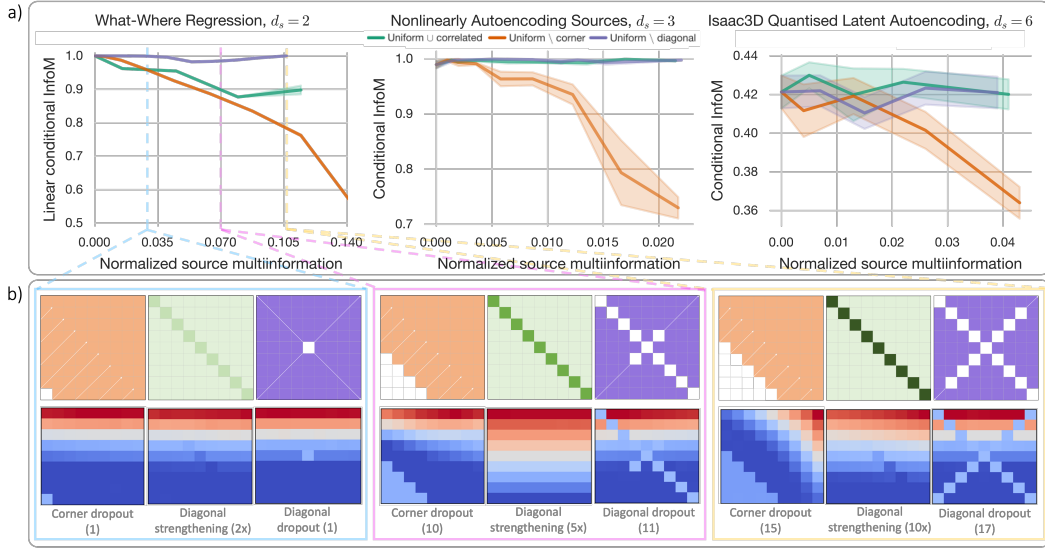 a)
What-Where Regression, dₛ = 2
Nonlinearly Autoencoding Sources, dₛ = 3
Isaac3D Quantised Latent Autoencoding, dₛ = 6
Uniform ∪ correlated
Uniform \ corner
Uniform \ diagonal
Linear conditional InfoM
1.0
0.9
0.8
0.7
0.6
0.5
0.000
0.035
0.070
0.105
0.140
Normalized source multiinformation
Conditional InfoM
1.0
0.9
0.8
0.7
0.000
0.005
0.010
0.015
0.020
Normalized source multiinformation
Conditional InfoM
0.44
0.42
0.40
0.38
0.36
0.00
0.01
0.02
0.03
0.04
Normalized source multiinformation
b)
Corner dropout
(1)
Diagonal
strengthening (2x)
Diagonal
dropout (1)
Corner dropout
(10)
Diagonal
strengthening (5x)
Diagonal dropout
(11)
Corner dropout
(15)
Diagonal
strengthening (10x)
Diagonal dropout
(17)